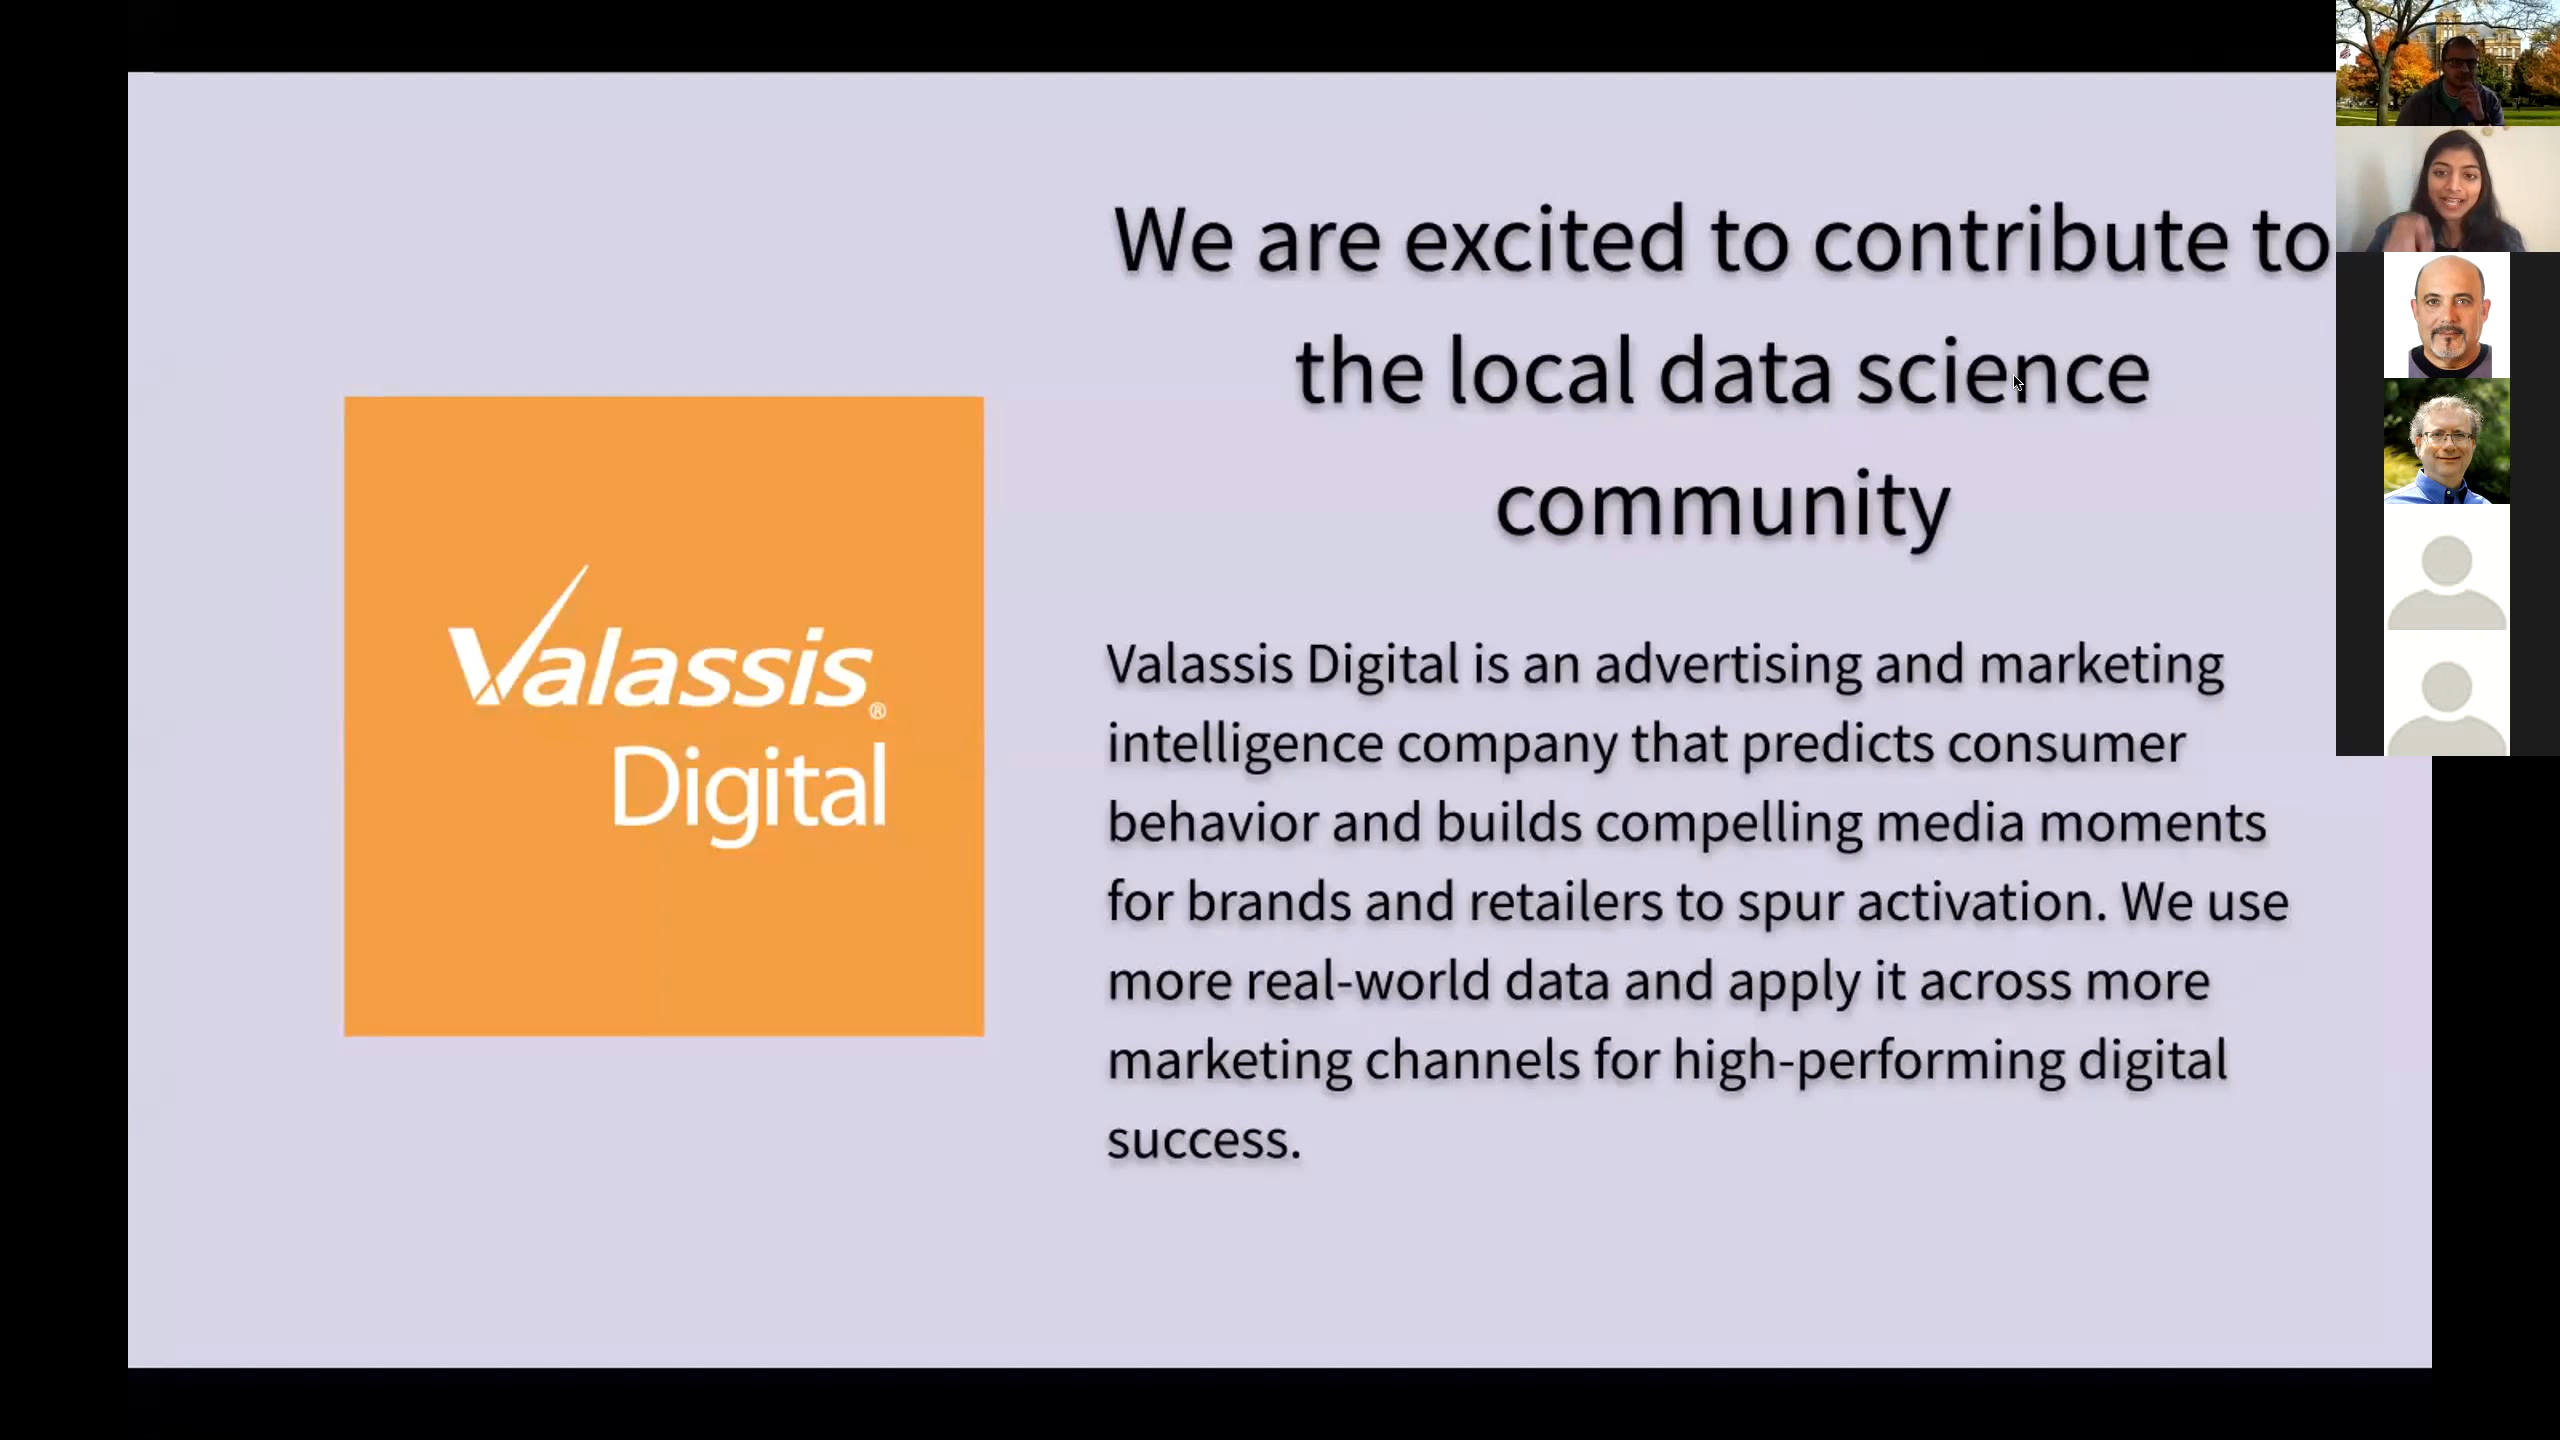 We are excited to contribute to
the local data science
community
Valassis®
Digital
Valassis Digital is an advertising and marketing
intelligence company that predicts consumer
behavior and builds compelling media moments
for brands and retailers to spur activation. We use
more real-world data and apply it across more
marketing channels for high-performing digital
success.